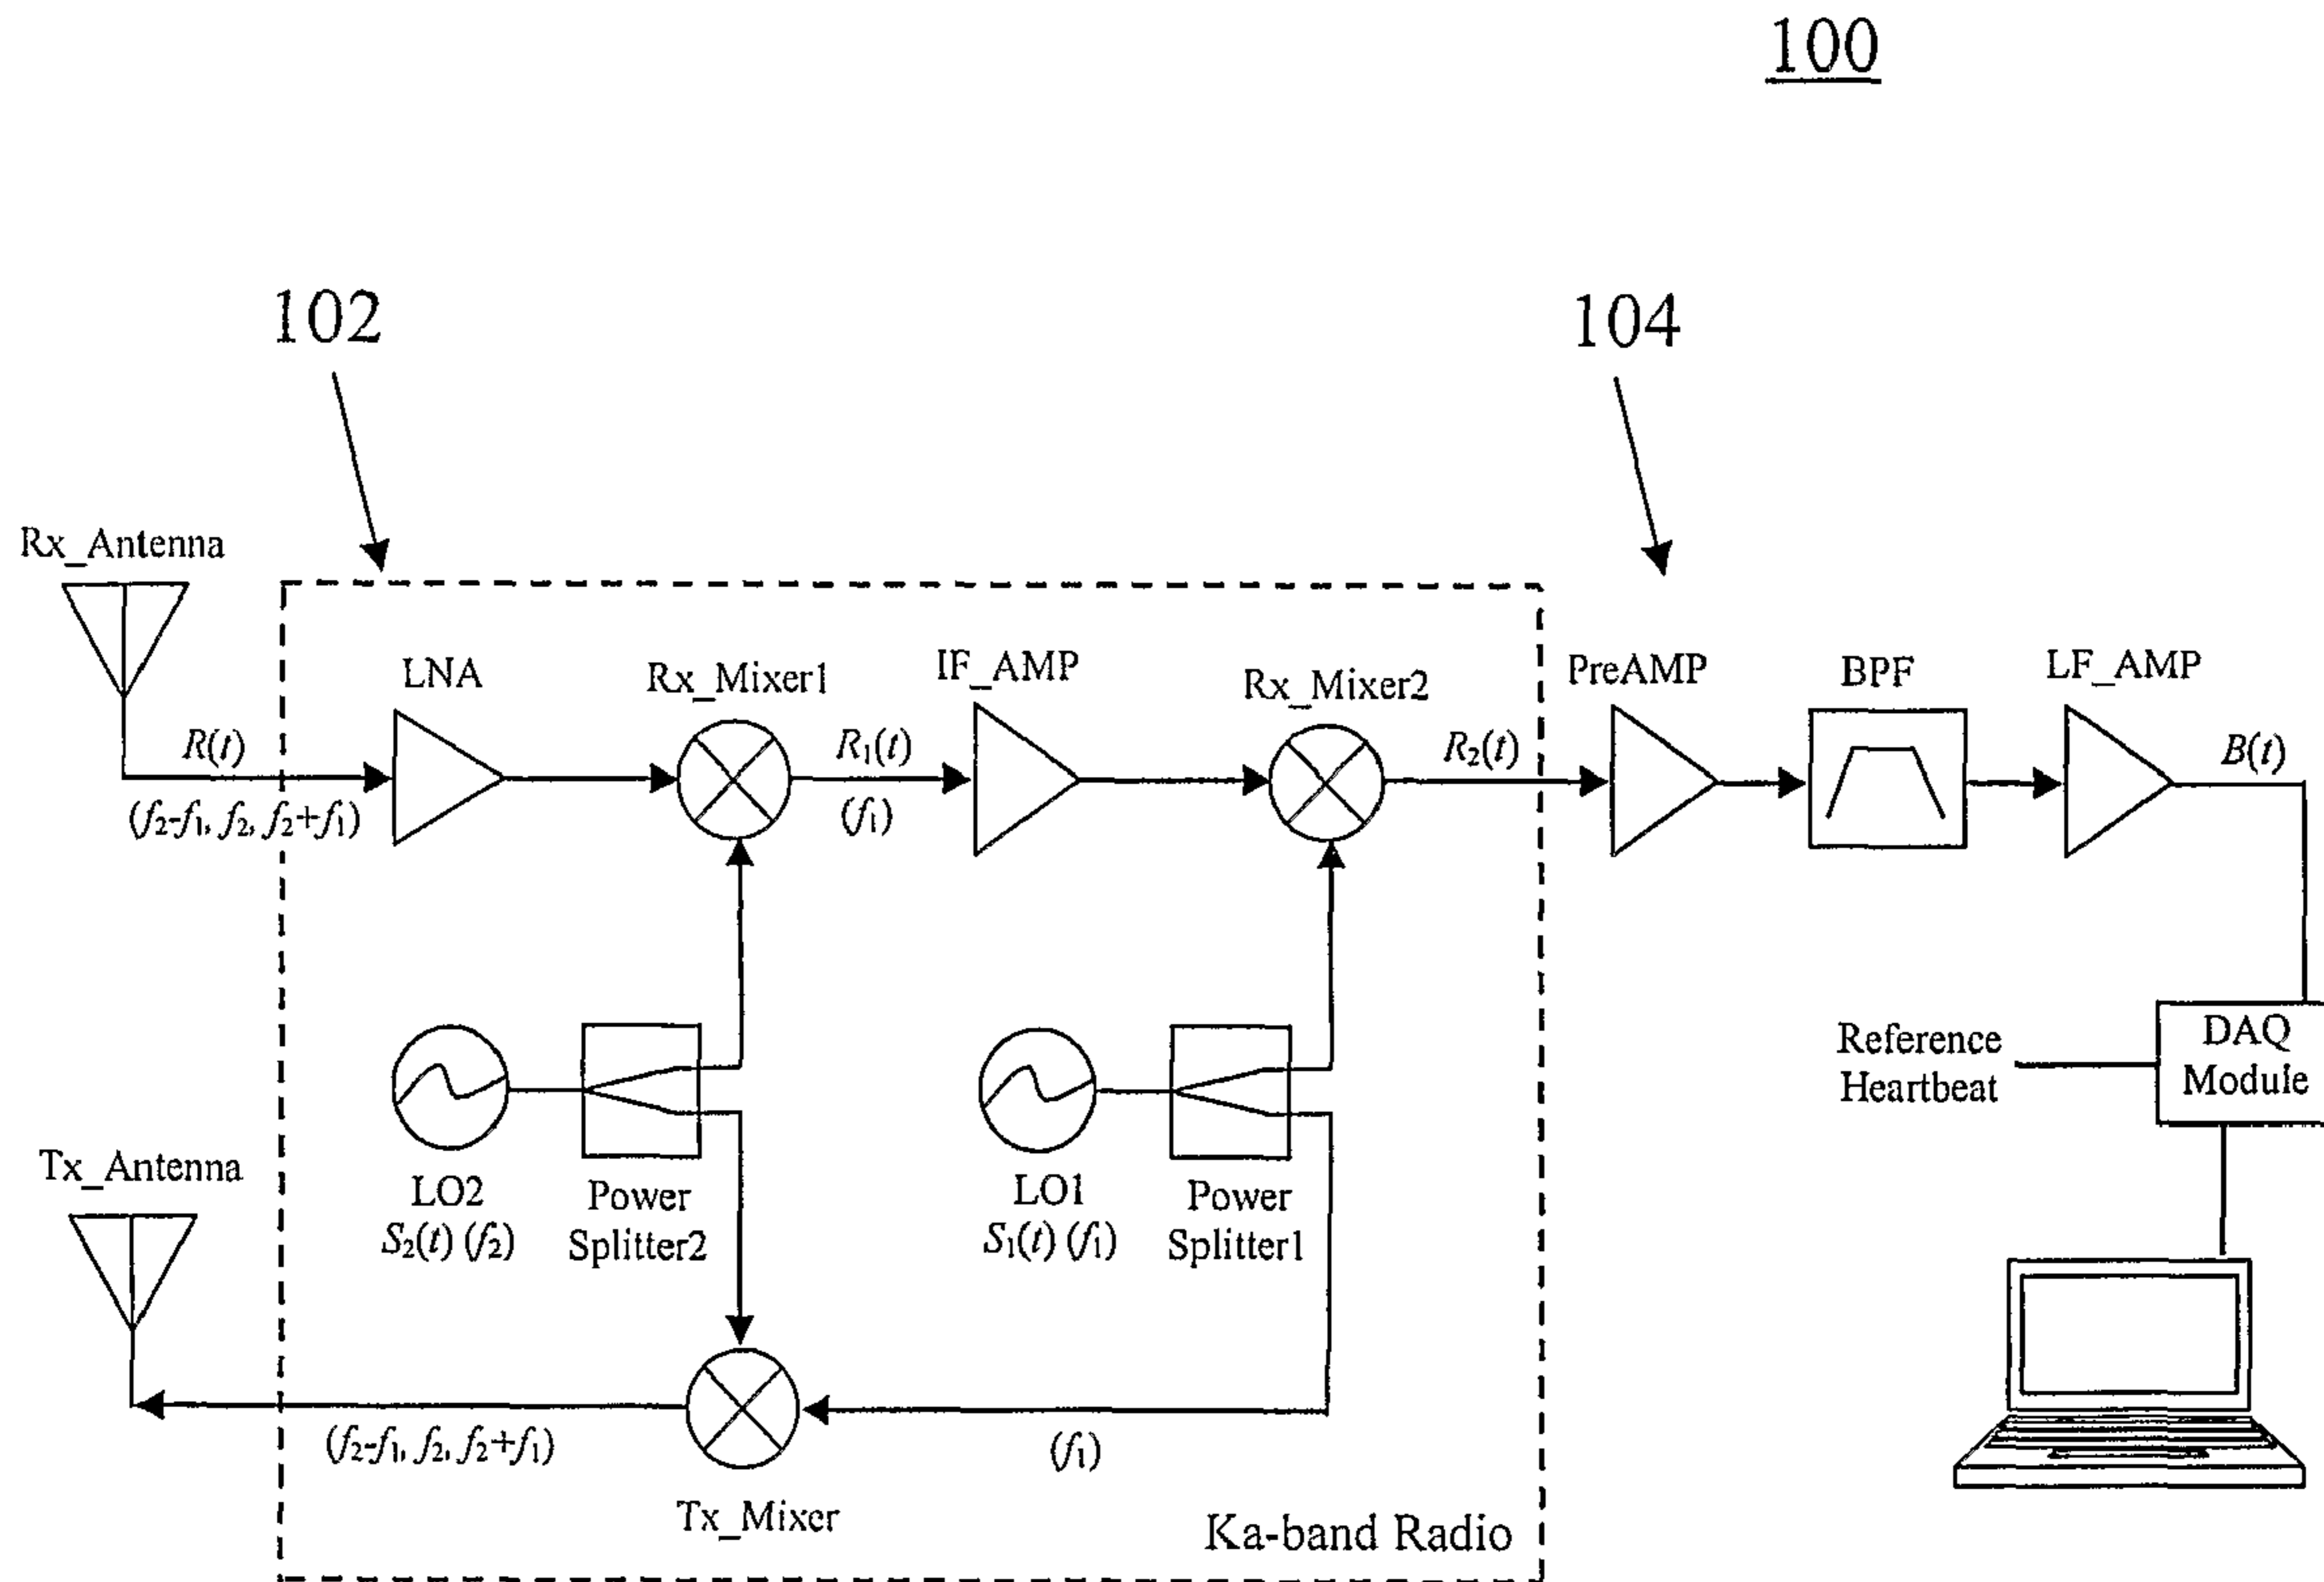 100
102
104
Rx_Antenna
LNA
Rx_Mixer1
IF_AMP
Rx_Mixer2
PreAMP
BPF
LF_AMP
R(t)
R₁(t)
R₂(t)
B(t)
(f₂-f₁, f₂, f₂+f₁)
(f₁)
Reference
Heartbeat
DAQ
Module
Tx_Antenna
LO2
S₂(t) (f₂)
Power
Splitter2
LO1
S₁(t) (f₁)
Power
Splitter1
(f₂-f₁, f₂, f₂+f₁)
(f₁)
Tx_Mixer
Ka-band Radio